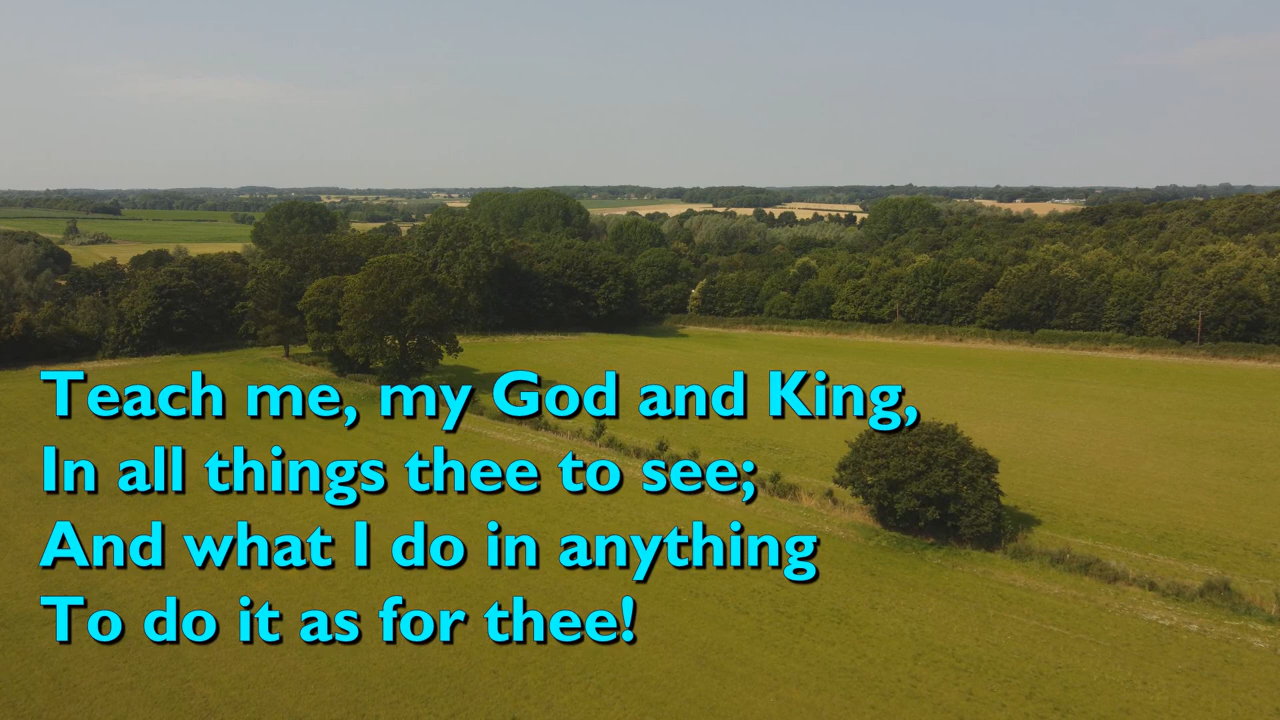 Teach me, my God and King,
In all things thee to see;
And what I do in anything
To do it as for thee!